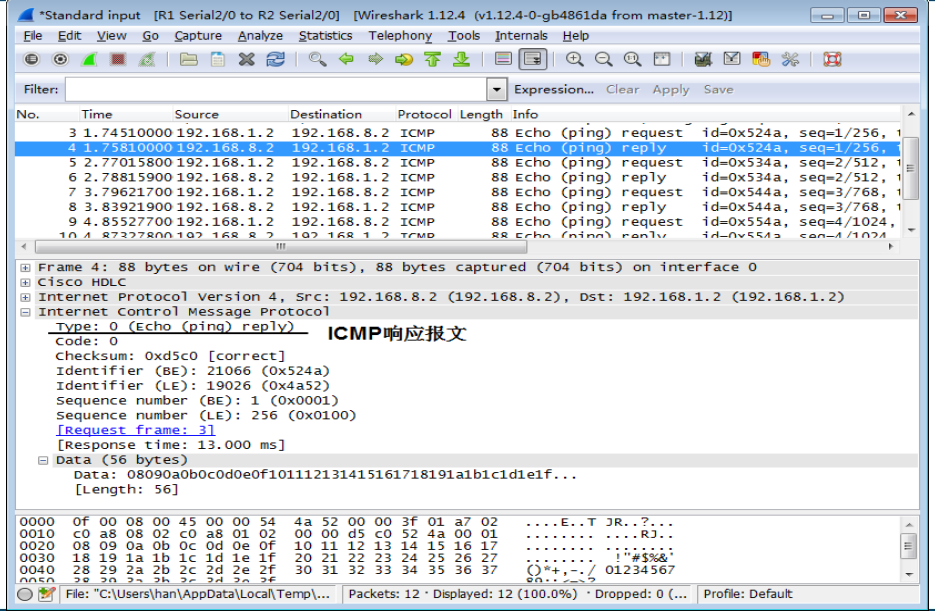 *Standard input   [R1 Serial2/0 to R2 Serial2/0]   [Wireshark 1.12.4  (v1.12.4-0-gb4861da from master-1.12)]
File Edit View Go Capture Analyze Statistics Telephony Tools Internals Help
Filter: Expression... Clear Apply Save
No. Time Source Destination Protocol Length Info
3 1.74510000 192.168.1.2 192.168.8.2 ICMP 88 Echo (ping) request id=0x524a, seq=1/256,
4 1.75810000 192.168.8.2 192.168.1.2 ICMP 88 Echo (ping) reply id=0x524a, seq=1/256,
5 2.77015800 192.168.1.2 192.168.8.2 ICMP 88 Echo (ping) request id=0x534a, seq=2/512,
6 2.78815900 192.168.8.2 192.168.1.2 ICMP 88 Echo (ping) reply id=0x534a, seq=2/512,
7 3.79621700 192.168.1.2 192.168.8.2 ICMP 88 Echo (ping) request id=0x544a, seq=3/768,
8 3.83921900 192.168.8.2 192.168.1.2 ICMP 88 Echo (ping) reply id=0x544a, seq=3/768,
9 4.85527700 192.168.1.2 192.168.8.2 ICMP 88 Echo (ping) request id=0x554a, seq=4/1024,
10 4.87327800 192.168.8.2 192.168.1.2 ICMP 88 Echo (ping) reply id=0x554a, seq=4/1024
Frame 4: 88 bytes on wire (704 bits), 88 bytes captured (704 bits) on interface 0
Cisco HDLC
Internet Protocol Version 4, Src: 192.168.8.2 (192.168.8.2), Dst: 192.168.1.2 (192.168.1.2)
Internet Control Message Protocol
Type: 0 (Echo (ping) reply)
ICMP响应报文
Code: 0
Checksum: 0xd5c0 [correct]
Identifier (BE): 21066 (0x524a)
Identifier (LE): 19026 (0x4a52)
Sequence number (BE): 1 (0x0001)
Sequence number (LE): 256 (0x0100)
[Request frame: 3]
[Response time: 13.000 ms]
Data (56 bytes)
Data: 08090a0b0c0d0e0f101112131415161718191a1b1c1d1e1f...
[Length: 56]
0000 0f 00 08 00 45 00 00 54 4a 52 00 00 3f 01 a7 02 ....E..T JR..?...
0010 c0 a8 08 02 c0 a8 01 02 00 00 d5 c0 52 4a 00 01 ........ ....RJ..
0020 08 09 0a 0b 0c 0d 0e 0f 10 11 12 13 14 15 16 17 ........ ........
0030 18 19 1a 1b 1c 1d 1e 1f 20 21 22 23 24 25 26 27 ........ !"#$%&'
0040 28 29 2a 2b 2c 2d 2e 2f 30 31 32 33 34 35 36 37 ()*+,-./ 01234567
0050 38 39 3a 3b 3c 3d 3e 3f 89:;<=>?
File: "C:\Users\han\AppData\Local\Temp\... Packets: 12 · Displayed: 12 (100.0%) · Dropped: 0 (... Profile: Default